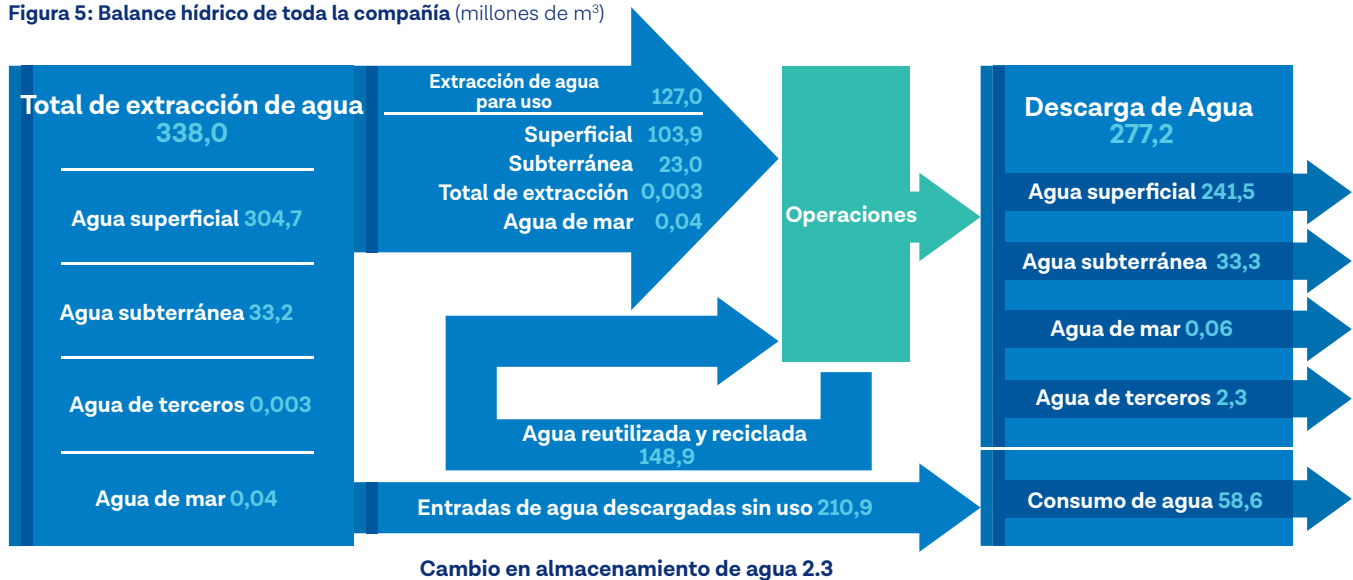 Figura 5: Balance hídrico de toda la compañía (millones de m³)
Total de extracción de agua
338,0
Agua superficial 304,7
Agua subterránea 33,2
Agua de terceros 0,003
Agua de mar 0,04
Extracción de agua
para uso 127,0
Superficial 103,9
Subterránea 23,0
Total de extracción 0,003
Agua de mar 0,04
Operaciones
Agua reutilizada y reciclada
148,9
Entradas de agua descargadas sin uso 210,9
Descarga de Agua
277,2
Agua superficial 241,5
Agua subterránea 33,3
Agua de mar 0,06
Agua de terceros 2,3
Consumo de agua 58,6
Cambio en almacenamiento de agua 2.3